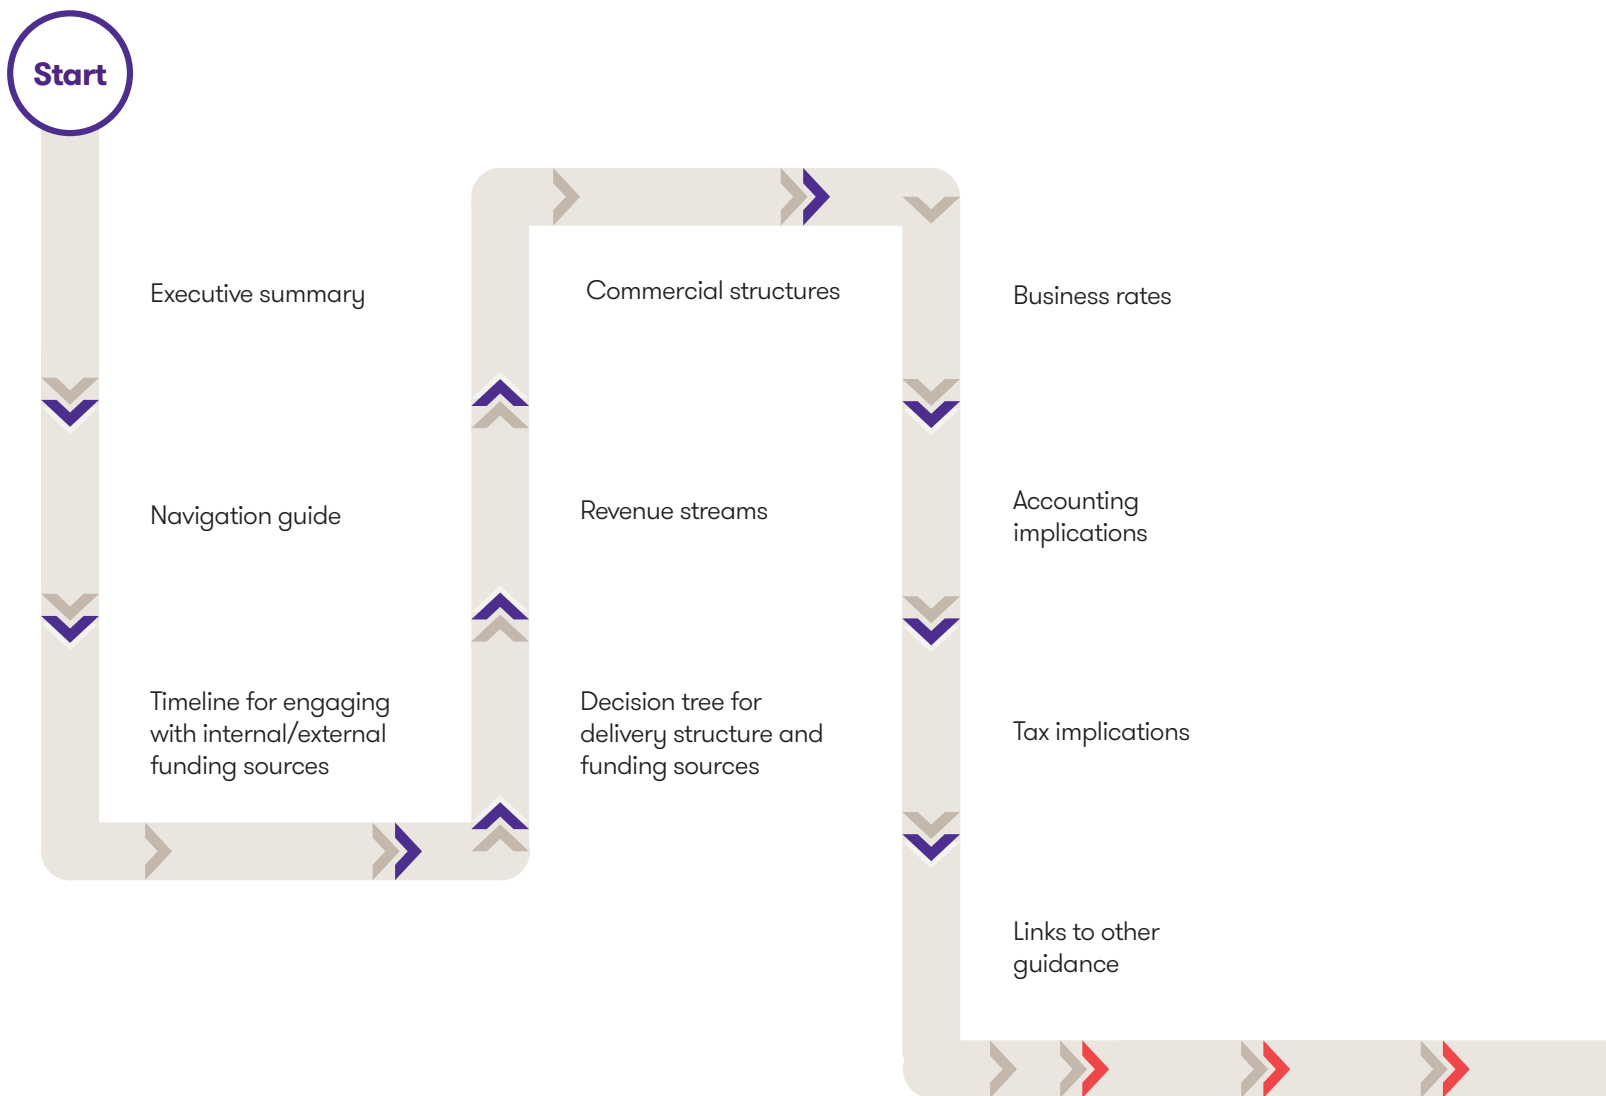 Start
Executive summary
Navigation guide
Timeline for engaging
with internal/external
funding sources
Decision tree for
delivery structure and
funding sources
Revenue streams
Commercial structures
Business rates
Accounting
implications
Tax implications
Links to other
guidance